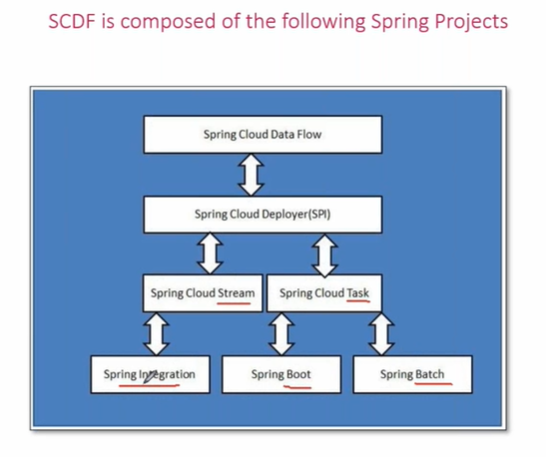 SCDF is composed of the following Spring Projects
Spring Cloud Data Flow
Spring Cloud Deployer(SPI)
Spring Cloud Stream
Spring Cloud Task
Spring Integration
Spring Boot
Spring Batch